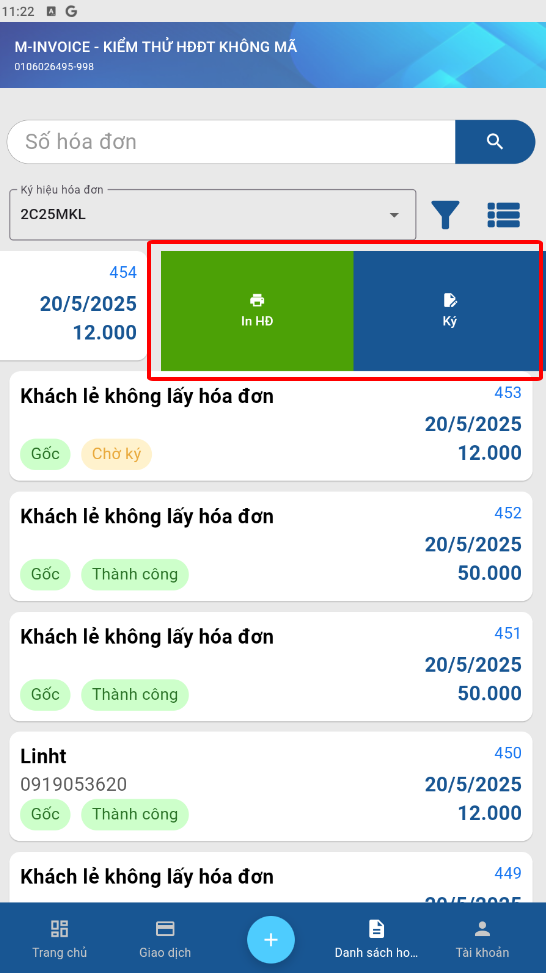 11:22
M-INVOICE - KIỂM THỬ HĐĐT KHÔNG MÃ
0106026495-998
Số hóa đơn
Ký hiệu hóa đơn
2C25MKL
454
20/5/2025
12.000
In HĐ
Ký
Khách lẻ không lấy hóa đơn
453
20/5/2025
12.000
Gốc
Chờ ký
Khách lẻ không lấy hóa đơn
452
20/5/2025
50.000
Gốc
Thành công
Khách lẻ không lấy hóa đơn
451
20/5/2025
50.000
Gốc
Thành công
Linht
450
0919053620
20/5/2025
12.000
Gốc
Thành công
Khách lẻ không lấy hóa đơn
449
20/5/2025
Trang chủ
Giao dịch
Danh sách ho...
Tài khoản